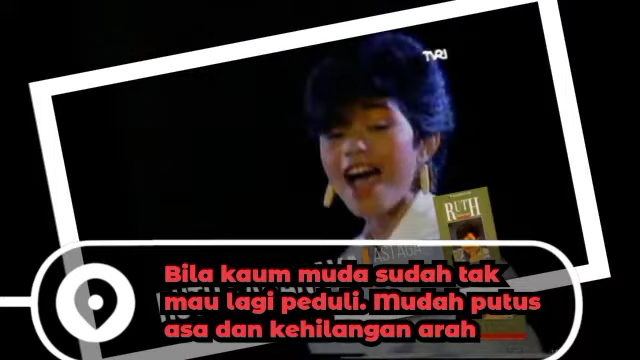 TVRI
RUTH
ASTAGA
Bila kaum muda sudah tak
mau lagi peduli. Mudah putus
asa dan kehilangan arah